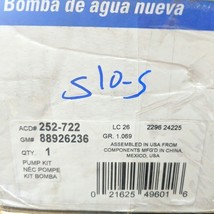 Bomba de agua nueva
S10-S
ACD# 252-722
GM# 88926236
QTY 1
PUMP KIT
NÉC POMPE
KIT BOMBA
LC 26 2296 24225
GR. 1.069
ASSEMBLED IN USA FROM
COMPONENTS MFG'D IN CHINA,
MEXICO, USA
0 21625 49601 6